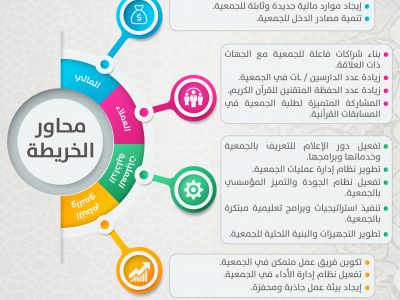 إيجاد موارد مالية جديدة وثابتة للجمعية.
تنمية مصادر الدخل للجمعية.
المالي
بناء شراكات فاعلة للجمعية مع الجهات
ذات العلاقة.
زيادة عدد الدارسين / ـات في الجمعية.
زيادة عدد الحفظة المتقنين للقرآن الكريم.
المشاركة المتميزة لطلبة الجمعية في
المسابقات القرآنية.
العملاء
محاور
الخريطة
تفعيل دور الإعلام للتعريف بالجمعية
وخدماتها وبرامجها.
تطوير نظام إدارة عمليات الجمعية.
تفعيل نظام الجودة والتميز المؤسسي
بالجمعية.
تنفيذ استراتيجيات وبرامج تعليمية مبتكرة
بالجمعية.
تطوير التجهيزات والبنية التحتية للجمعية.
العمليات
الداخلية
التعلم
والنمو
تكوين فريق عمل متمكن في الجمعية.
تفعيل نظام إدارة الأداء في الجمعية.
إيجاد بيئة عمل جاذبة ومحفزة.